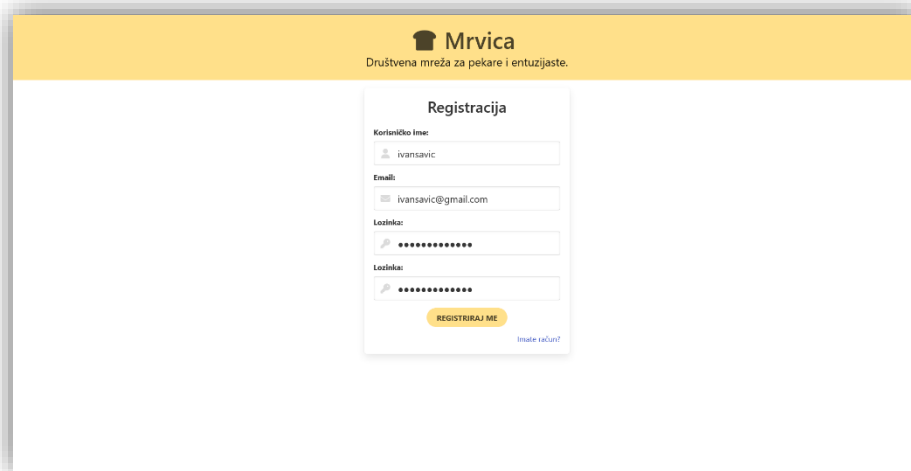 Mrvica
Društvena mreža za pekare i entuzijaste.
Registracija
Korisničko ime:
ivansavic
Email:
ivansavic@gmail.com
Lozinka:
●●●●●●●●●●●●●
Lozinka:
●●●●●●●●●●●●●
REGISTRIRAJ ME
Imate račun?